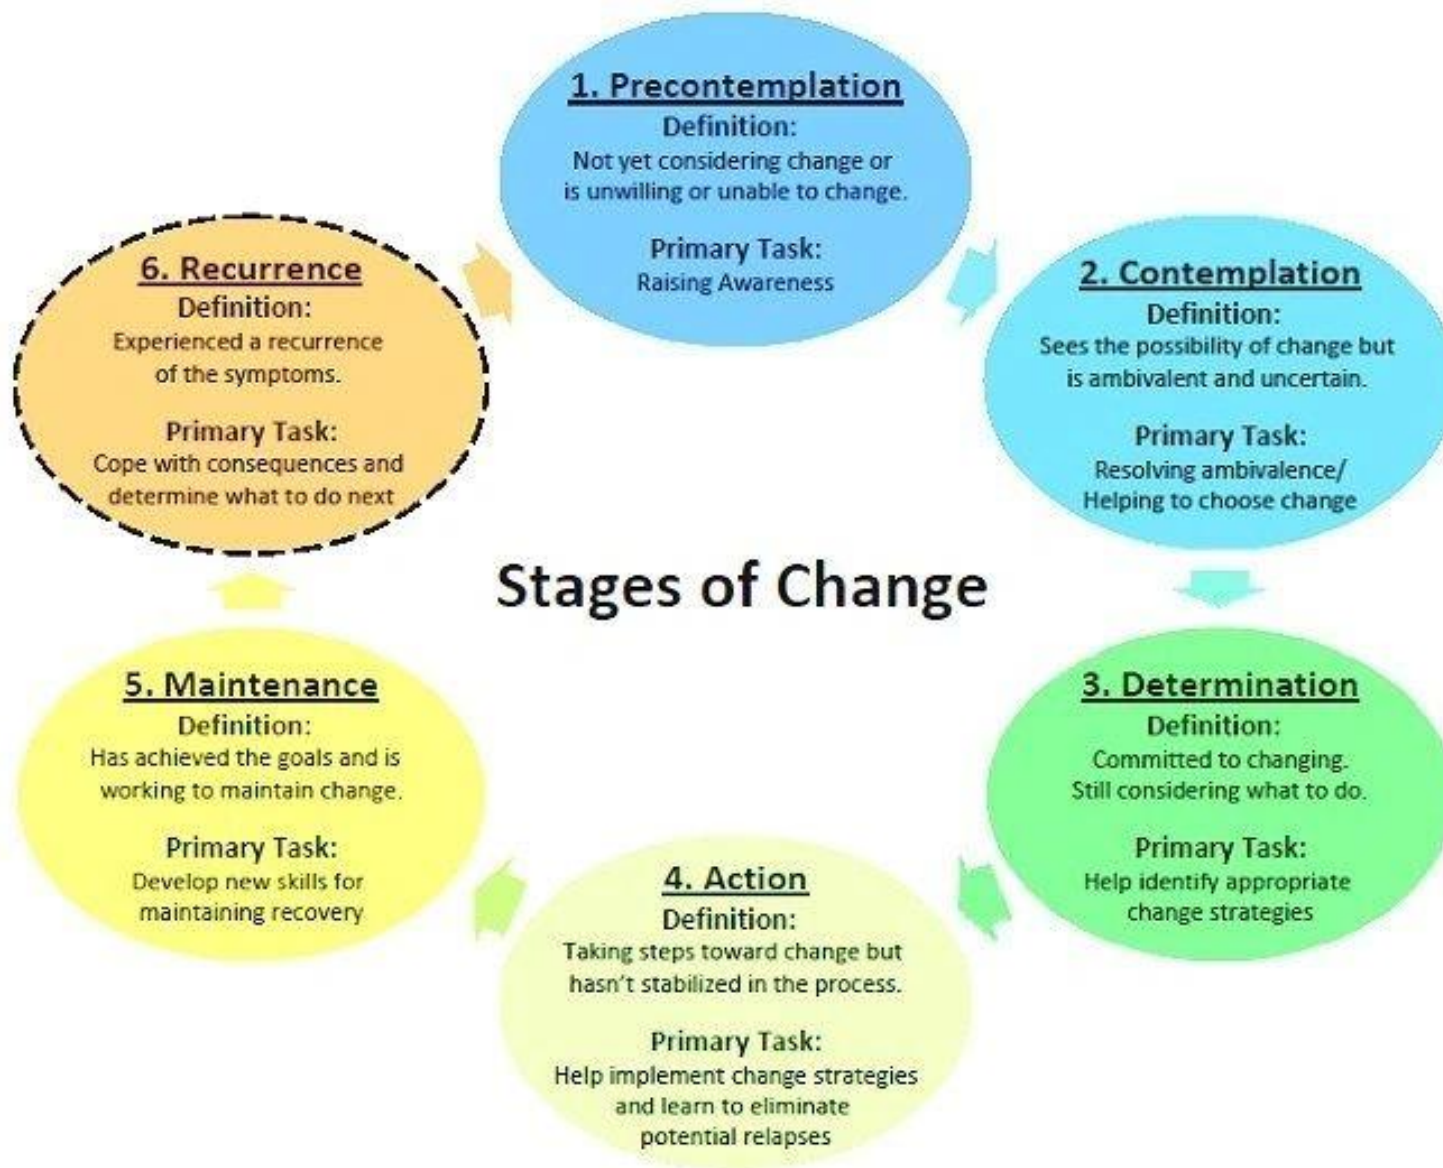 1. Precontemplation
Definition:
Not yet considering change or
is unwilling or unable to change.
Primary Task:
Raising Awareness
2. Contemplation
Definition:
Sees the possibility of change but
is ambivalent and uncertain.
Primary Task:
Resolving ambivalence/
Helping to choose change
3. Determination
Definition:
Committed to changing.
Still considering what to do.
Primary Task:
Help identify appropriate
change strategies
4. Action
Definition:
Taking steps toward change but
hasn't stabilized in the process.
Primary Task:
Help implement change strategies
and learn to eliminate
potential relapses
5. Maintenance
Definition:
Has achieved the goals and is
working to maintain change.
Primary Task:
Develop new skills for
maintaining recovery
6. Recurrence
Definition:
Experienced a recurrence
of the symptoms.
Primary Task:
Cope with consequences and
determine what to do next
Stages of Change